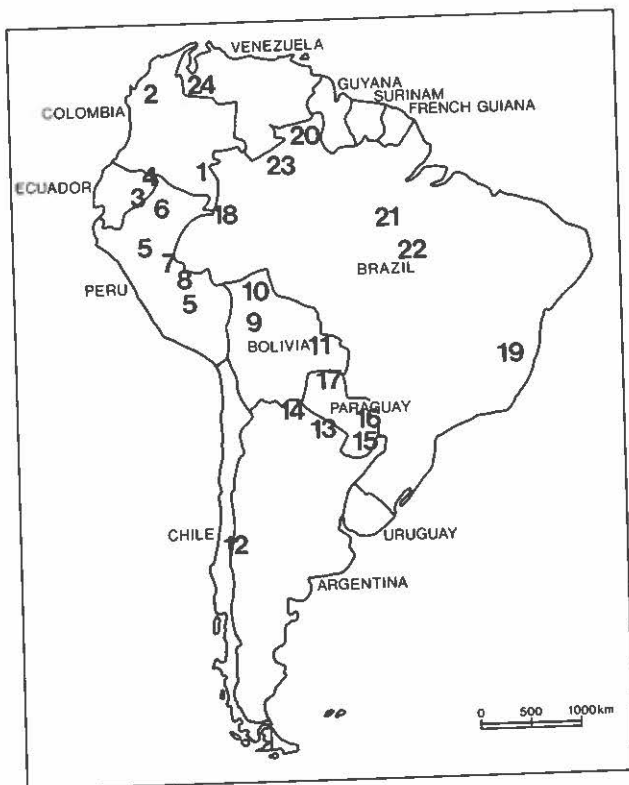 VENEZUELA
24
2
GUYANA
SURINAM
FRENCH GUIANA
COLOMBIA
20
23
1
4
ECUADOR
3
6
18
21
5
22
7
BRAZIL
8
10
PERU
5
9
BOLIVIA 11
19
17
14
PARAGUAY
16
13
15
CHILE
12
URUGUAY
ARGENTINA
0 500 1000km